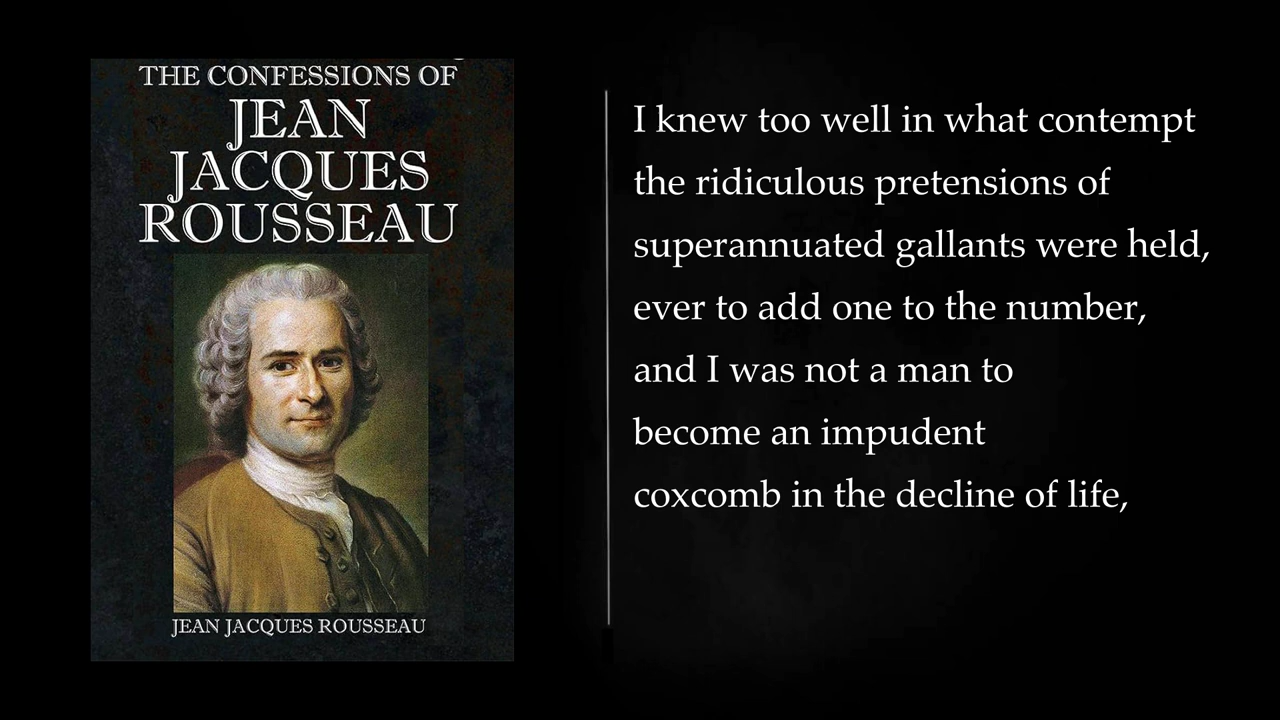 THE CONFESSIONS OF
JEAN
JACQUES
ROUSSEAU
JEAN JACQUES ROUSSEAU
I knew too well in what contempt
the ridiculous pretensions of
superannuated gallants were held,
ever to add one to the number,
and I was not a man to
become an impudent
coxcomb in the decline of life,